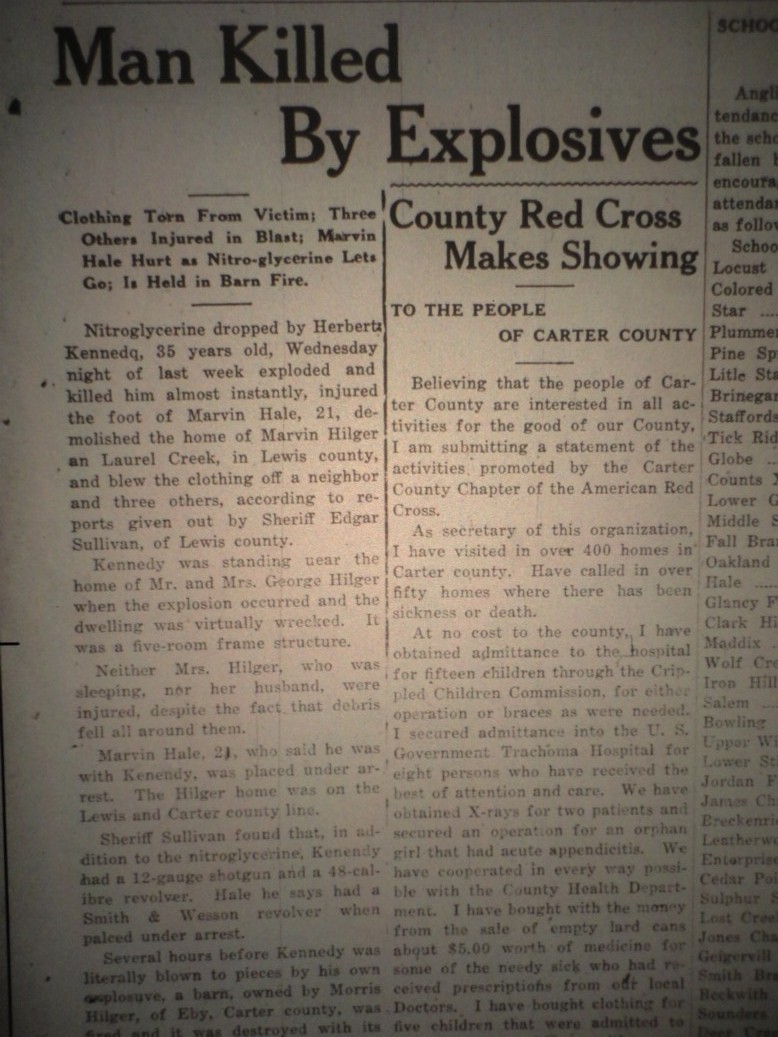 Man Killed
By Explosives
Clothing Torn From Victim; Three
Others Injured in Blast; Marvin
Hale Hurt as Nitro-glycerine Lets
Go; Is Held in Barn Fire.
Nitroglycerine dropped by Herbert
Kennedq, 35 years old, Wednesday
night of last week exploded and
killed him almost instantly, injured
the foot of Marvin Hale, 21, de-
molished the home of Marvin Hilger
an Laurel Creek, in Lewis county,
and blew the clothing off a neighbor
and three others, according to re-
ports given out by Sheriff Edgar
Sullivan, of Lewis county.
Kennedy was standing uear the
home of Mr. and Mrs. George Hilger
when the explosion occurred and the
dwelling was virtually wrecked. It
was a five-room frame structure.
Neither Mrs. Hilger, who was
sleeping, nor her husband, were
injured, despite the fact that debris
fell all around them.
Marvin Hale, 21, who said he was
with Kenendy, was placed under ar-
rest. The Hilger home was on the
Lewis and Carter county line.
Sheriff Sullivan found that, in ad-
dition to the nitroglycerine, Kenendy
had a 12-gauge shotgun and a 48-cal-
ibre revolver. Hale he says had a
Smith & Wesson revolver when
palced under arrest.
Several hours before Kennedy was
literally blown to pieces by his own
explosuve, a barn, owned by Morris
Hilger, of Eby, Carter county, was
fired and it was destroyed with its
County Red Cross
Makes Showing
TO THE PEOPLE
OF CARTER COUNTY
Believing that the people of Car-
ter County are interested in all ac-
tivities for the good of our County,
I am submitting a statement of the
activities promoted by the Carter
County Chapter of the American Red
Cross.
As secretary of this organization,
I have visited in over 400 homes in
Carter county. Have called in over
fifty homes where there has been
sickness or death.
At no cost to the county, I have
obtained admittance to the hospital
for fifteen children through the Crip-
pled Children Commission, for either
operation or braces as were needed.
I secured admittance into the U. S.
Government Trachoma Hospital for
eight persons who have received the
best of attention and care. We have
obtained X-rays for two patients and
secured an operation for an orphan
girl that had acute appendicitis. We
have cooperated in every way possi-
ble with the County Health Depart-
ment. I have bought with the money
from the sale of empty lard cans
about $5.00 worth of medicine for
some of the needy sick who had re-
ceived prescriptions from our local
Doctors. I have bought clothing for
five children that were admitted to
SCHOO
Angli
tendanc
the scho
fallen b
encoura
attendan
as follow
Schoo
Locust
Colored
Star ....
Plummer
Pine Sp
Litle Sta
Brinegar
Staffords
Tick Rid
Globe ...
Counts X
Lower G
Middle S
Fall Bran
Oakland
Hale .....
Glancy F
Clark Hi
Maddix .
Wolf Cre
Iron Hill
Salem ....
Bowling
Upper Wi
Lower St
Jordan F
James Ch
Breckenri
Leatherwo
Enterprise
Cedar Poi
Sulphur S
Lost Cree
Jones Cha
Geigervill
Smith Bra
Beckwith
Sounders
Deer Cree